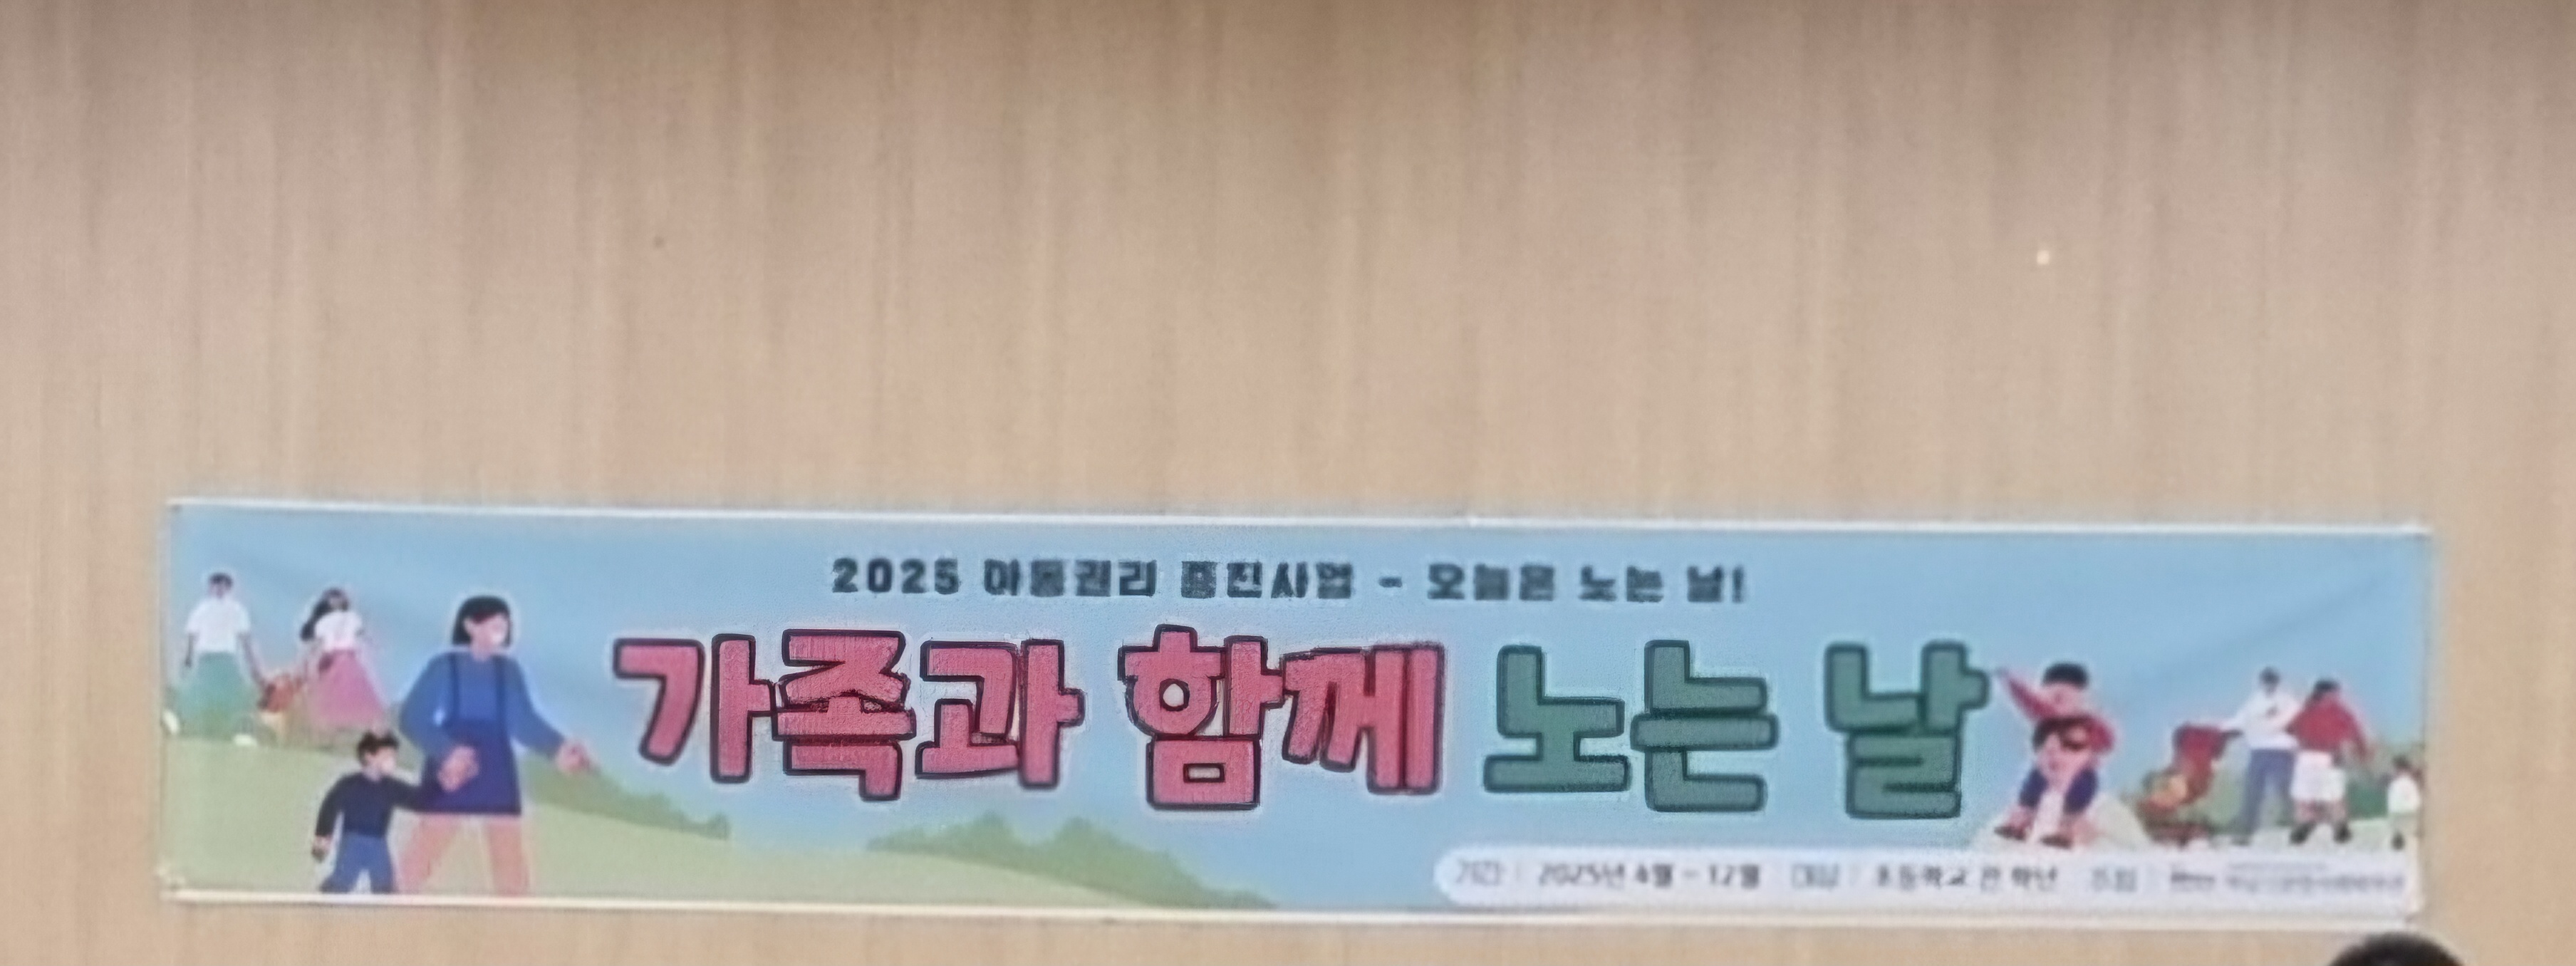 2025 아동권리 증진사업 - 오늘은 노는 날!
가족과 함께 노는 날
기간 : 2025년 4월 ~ 12월 대상 : 초등학교 전 학년 주최 :